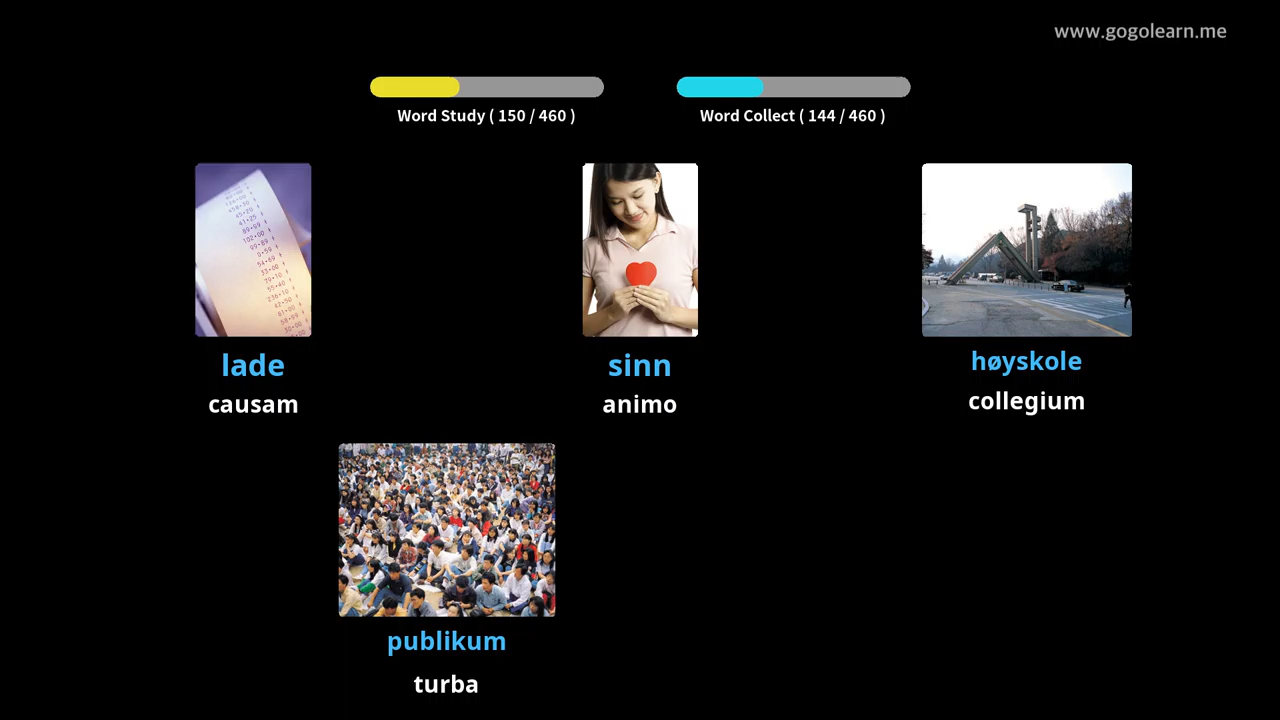 www.gogolearn.me
Word Study ( 150 / 460 )
Word Collect ( 144 / 460 )
lade
causam
sinn
animo
høyskole
collegium
publikum
turba